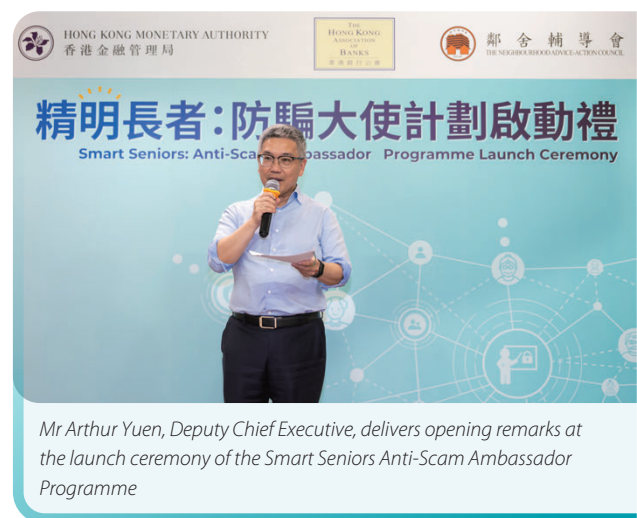 HONG KONG MONETARY AUTHORITY
香港金融管理局
THE
HONG KONG
ASSOCIATION
OF
BANKS
香港銀行公會
鄰舍輔導會
THE NEIGHBOURHOOD ADVICE-ACTION COUNCIL
精明長者：防騙大使計劃啟動禮
Smart Seniors: Anti-Sca bassador Programme Launch Ceremony
Mr Arthur Yuen, Deputy Chief Executive, delivers opening remarks at
the launch ceremony of the Smart Seniors Anti-Scam Ambassador
Programme